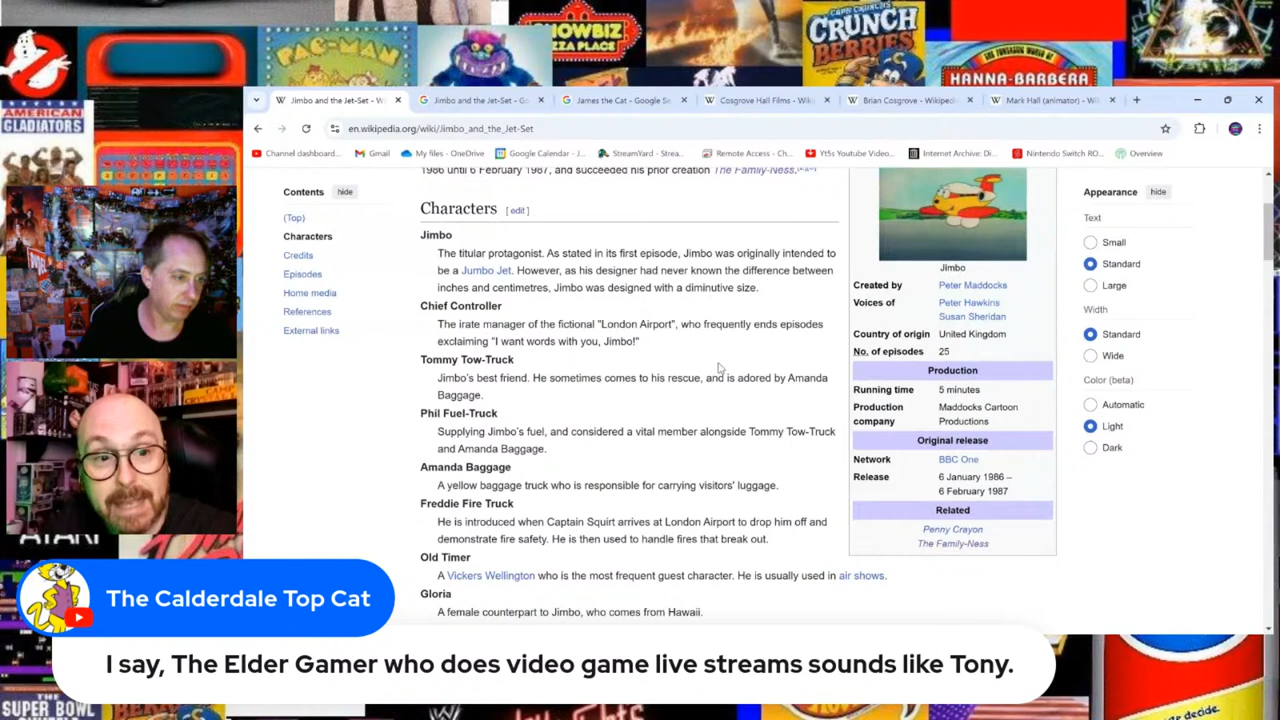 SHOWBIZ
PIZZA PLACE
CAP'N CRUNCH'S
CRUNCH
BERRIES
PAC-MAN
THE FUNTASTIC WORLD OF
HANNA-BARBERA
AMERICAN
GLADIATORS
Jimbo and the Jet-Set - W
Jimbo and the Jet-Set - Go
James the Cat - Google Se
Cosgrove Hall Films - Wiki
Brian Cosgrove - Wikiped
Mark Hall (animator) - Wi
en.wikipedia.org/wiki/Jimbo_and_the_Jet-Set
Channel dashboard...
Gmail
My files - OneDrive
Google Calendar - J...
StreamYard - Strea...
Remote Access - Ch...
Yt5s Youtube Video...
Internet Archive: Di...
Nintendo Switch RO...
Overview
Contents
hide
(Top)
Characters
Credits
Episodes
Home media
References
External links
1986 until 6 February 1987, and succeeded his prior creation The Family-Ness.
Characters [ edit ]
Jimbo
The titular protagonist. As stated in its first episode, Jimbo was originally intended to
be a Jumbo Jet. However, as his designer had never known the difference between
inches and centimetres, Jimbo was designed with a diminutive size.
Chief Controller
The irate manager of the fictional "London Airport", who frequently ends episodes
exclaiming "I want words with you, Jimbo!"
Tommy Tow-Truck
Jimbo's best friend. He sometimes comes to his rescue, and is adored by Amanda
Baggage.
Phil Fuel-Truck
Supplying Jimbo's fuel, and considered a vital member alongside Tommy Tow-Truck
and Amanda Baggage.
Amanda Baggage
A yellow baggage truck who is responsible for carrying visitors' luggage.
Freddie Fire Truck
He is introduced when Captain Squirt arrives at London Airport to drop him off and
demonstrate fire safety. He is then used to handle fires that break out.
Old Timer
A Vickers Wellington who is the most frequent guest character. He is usually used in air shows.
Gloria
A female counterpart to Jimbo, who comes from Hawaii.
Jimbo
Created by Peter Maddocks
Voices of Peter Hawkins
Susan Sheridan
Country of origin United Kingdom
No. of episodes 25
Production
Running time 5 minutes
Production Maddocks Cartoon
company Productions
Original release
Network BBC One
Release 6 January 1986 –
6 February 1987
Related
Penny Crayon
The Family-Ness
Appearance
hide
Text
Small
Standard
Large
Width
Standard
Wide
Color (beta)
Automatic
Light
Dark
ATARI
The Calderdale Top Cat
I say, The Elder Gamer who does video game live streams sounds like Tony.
THE
SUPER BOWL
decide.